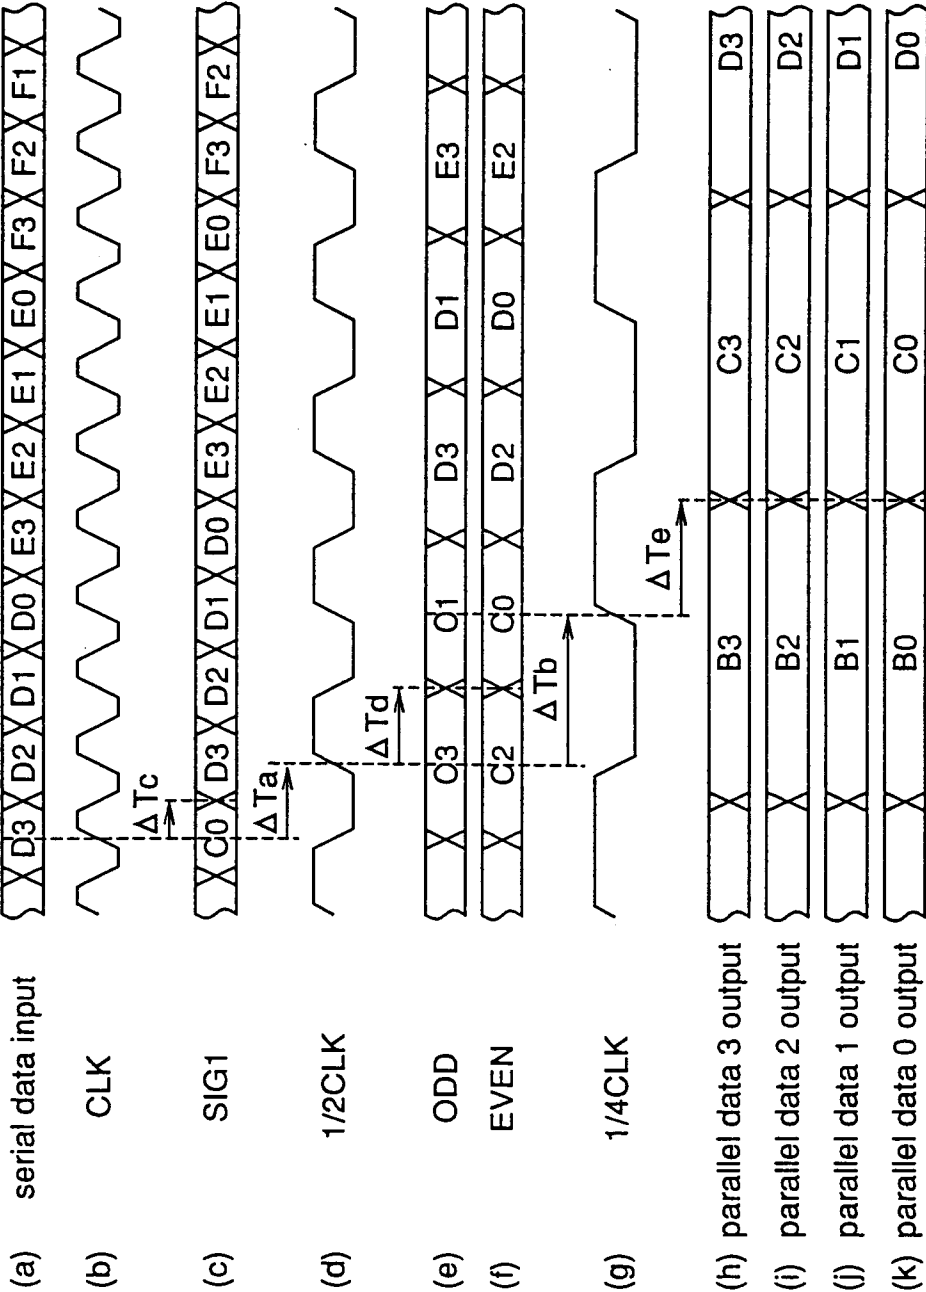 (a) serial data input D3 D2 D1 D0 E3 E2 E1 E0 F3 F2 F1
(b) CLK
ΔTc
(c) SIG1 C0 D3 D2 D1 D0 E3 E2 E1 E0 F3 F2
ΔTa
(d) 1/2CLK
ΔTd
(e) ODD C3 C1 D3 D1 E3
(f) EVEN C2 C0 D2 D0 E2
ΔTb
(g) 1/4CLK
ΔTe
(h) parallel data 3 output B3 C3 D3
(i) parallel data 2 output B2 C2 D2
(j) parallel data 1 output B1 C1 D1
(k) parallel data 0 output B0 C0 D0